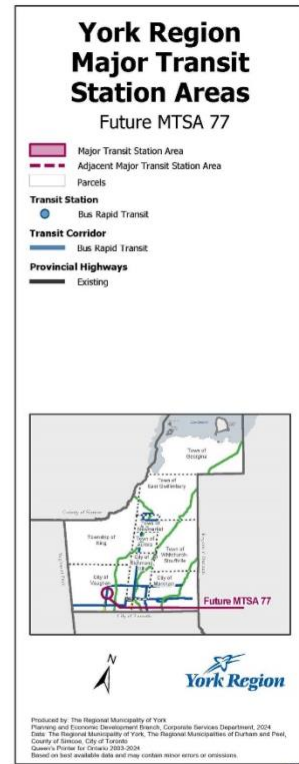 York Region
Major Transit
Station Areas
Future MTSA 77
Major Transit Station Area
Adjacent Major Transit Station Area
Parcels
Transit Station
Bus Rapid Transit
Transit Corridor
Bus Rapid Transit
Provincial Highways
Existing
Town of
Georgina
Town of
East Gwillimbury
County of Simcoe
Town of
Newmarket
Township of
King
Town of
Whitchurch-
Stouffville
City of
Vaughan
City of
Markham
Future MTSA 77
City of Toronto
York Region
Produced by: The Regional Municipality of York
Planning and Economic Development Branch, Corporate Services Department, 2024
Data: The Regional Municipality of York, The Regional Municipalities of Durham and Peel,
County of Simcoe, City of Toronto
Queen's Printer for Ontario 2003-2024
Based on best available data and may contain minor errors or omissions.